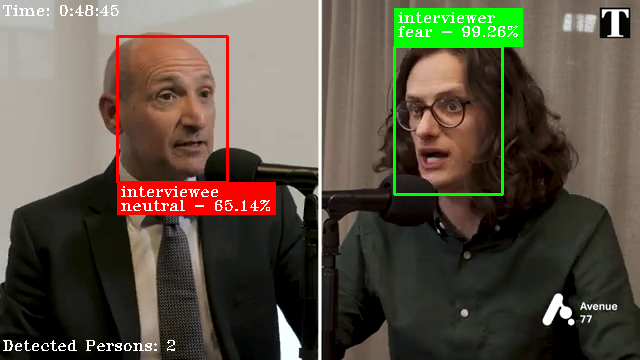 Time: 0:48:45
interviewer
fear - 99.26%
T
interviewee
neutral - 65.14%
Avenue
77
Detected Persons: 2